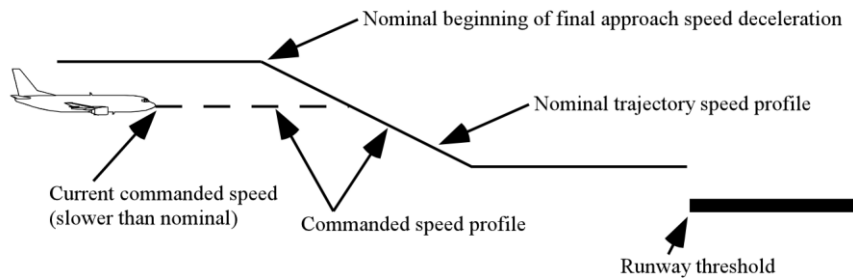 Nominal beginning of final approach speed deceleration
Nominal trajectory speed profile
Current commanded speed
(slower than nominal)
Commanded speed profile
Runway threshold